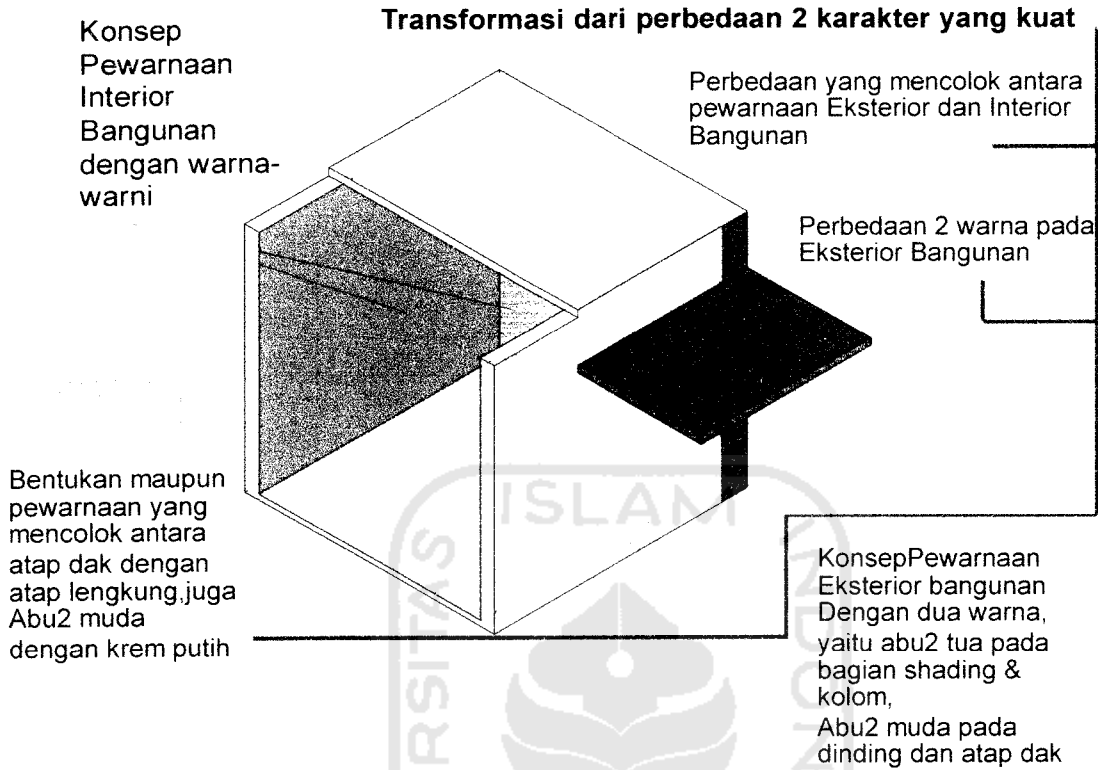 Transformasi dari perbedaan 2 karakter yang kuat
Konsep
Pewarnaan
Interior
Bangunan
dengan warna-
warni
Perbedaan yang mencolok antara
pewarnaan Eksterior dan Interior
Bangunan
Perbedaan 2 warna pada
Eksterior Bangunan
Bentukan maupun
pewarnaan yang
mencolok antara
atap dak dengan
atap lengkung,juga
Abu2 muda
dengan krem putih
KonsepPewarnaan
Eksterior bangunan
Dengan dua warna,
yaitu abu2 tua pada
bagian shading &
kolom,
Abu2 muda pada
dinding dan atap dak
ISLAM
RSITAS
INDON